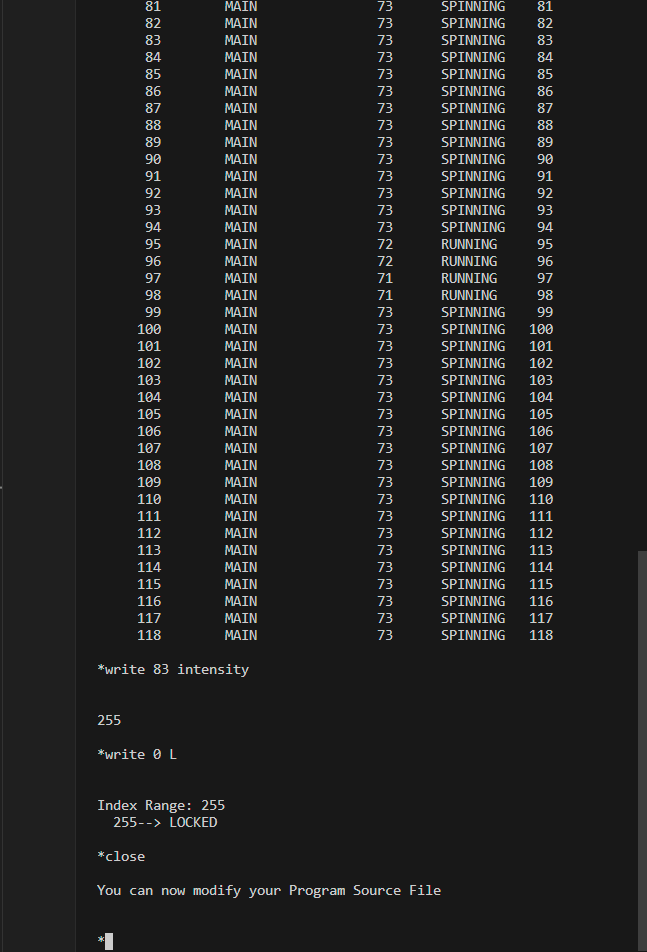 81 MAIN 73 SPINNING 81
82 MAIN 73 SPINNING 82
83 MAIN 73 SPINNING 83
84 MAIN 73 SPINNING 84
85 MAIN 73 SPINNING 85
86 MAIN 73 SPINNING 86
87 MAIN 73 SPINNING 87
88 MAIN 73 SPINNING 88
89 MAIN 73 SPINNING 89
90 MAIN 73 SPINNING 90
91 MAIN 73 SPINNING 91
92 MAIN 73 SPINNING 92
93 MAIN 73 SPINNING 93
94 MAIN 73 SPINNING 94
95 MAIN 72 RUNNING 95
96 MAIN 72 RUNNING 96
97 MAIN 71 RUNNING 97
98 MAIN 71 RUNNING 98
99 MAIN 73 SPINNING 99
100 MAIN 73 SPINNING 100
101 MAIN 73 SPINNING 101
102 MAIN 73 SPINNING 102
103 MAIN 73 SPINNING 103
104 MAIN 73 SPINNING 104
105 MAIN 73 SPINNING 105
106 MAIN 73 SPINNING 106
107 MAIN 73 SPINNING 107
108 MAIN 73 SPINNING 108
109 MAIN 73 SPINNING 109
110 MAIN 73 SPINNING 110
111 MAIN 73 SPINNING 111
112 MAIN 73 SPINNING 112
113 MAIN 73 SPINNING 113
114 MAIN 73 SPINNING 114
115 MAIN 73 SPINNING 115
116 MAIN 73 SPINNING 116
117 MAIN 73 SPINNING 117
118 MAIN 73 SPINNING 118
*write 83 intensity
255
*write 0 L
Index Range: 255
255--> LOCKED
*close
You can now modify your Program Source File
*